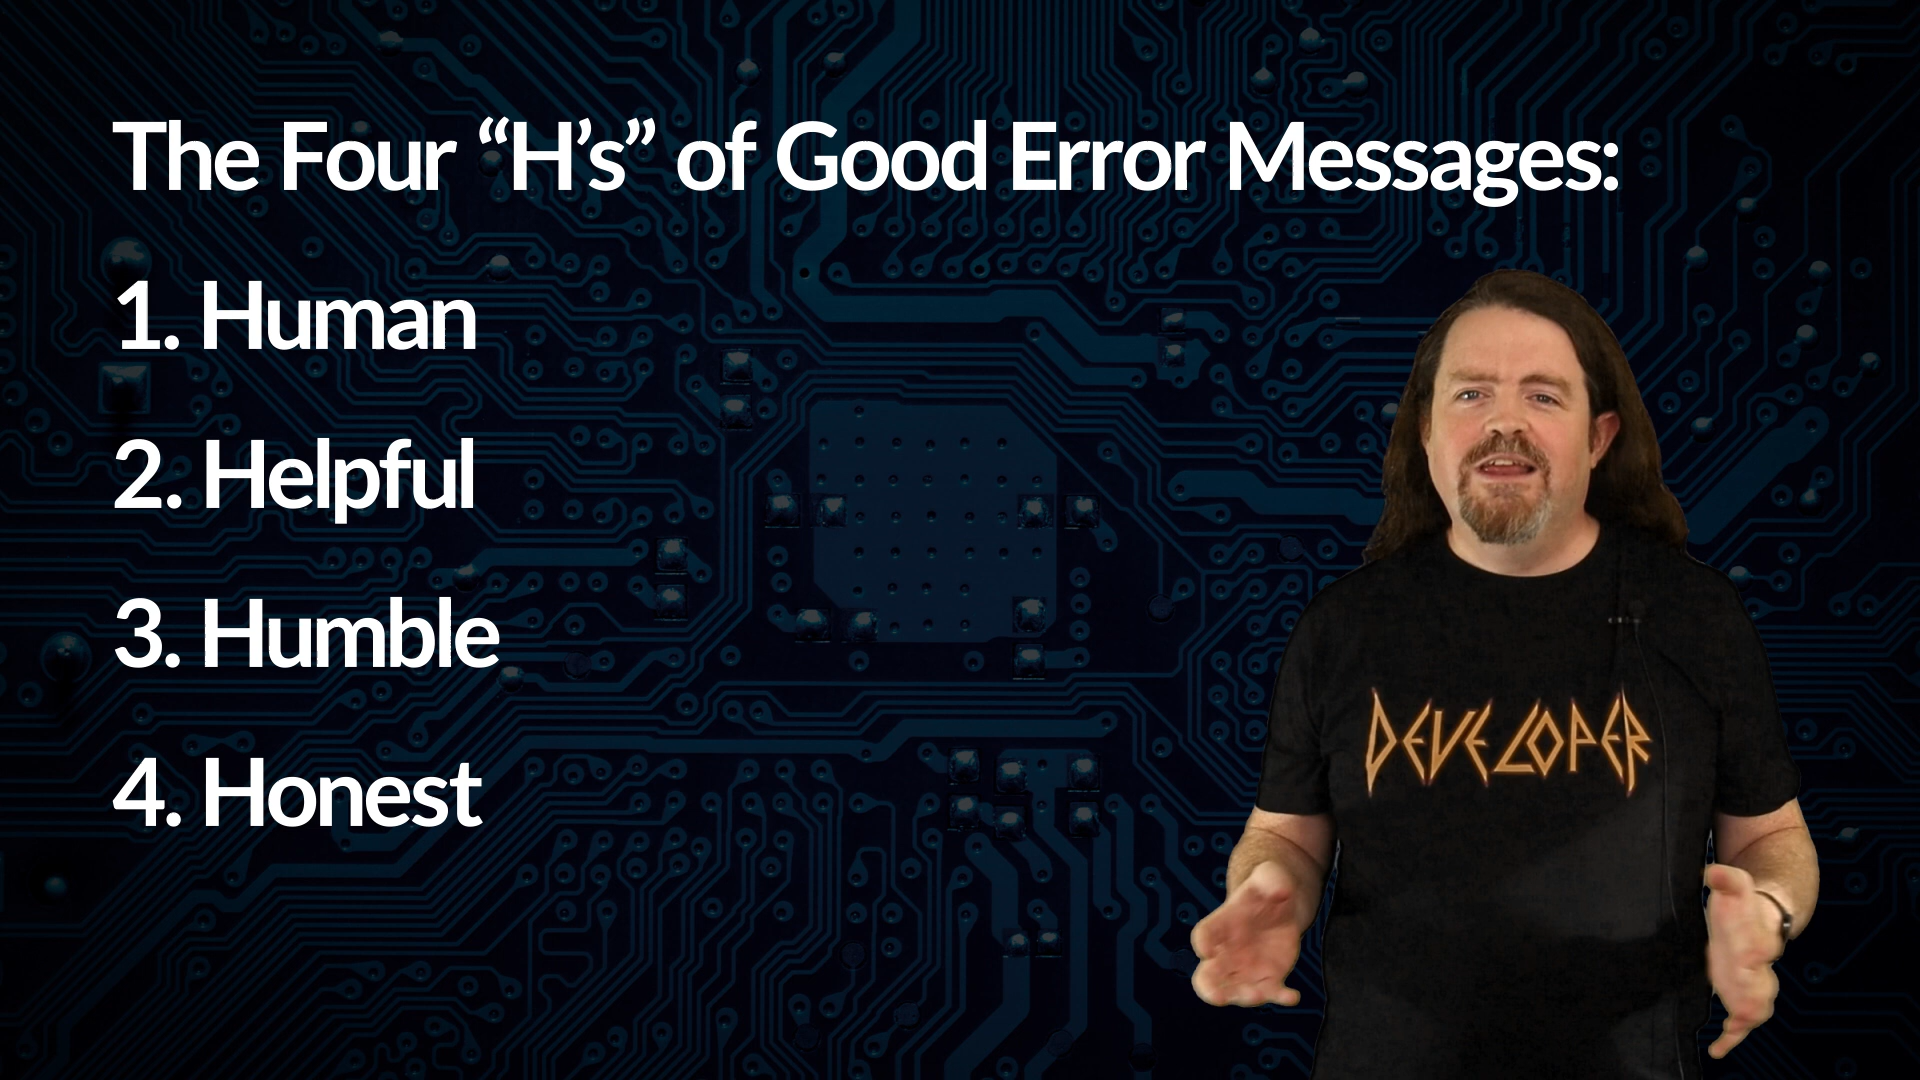 The Four “H’s” of Good Error Messages:
1. Human
2. Helpful
3. Humble
4. Honest
DEVELOPER